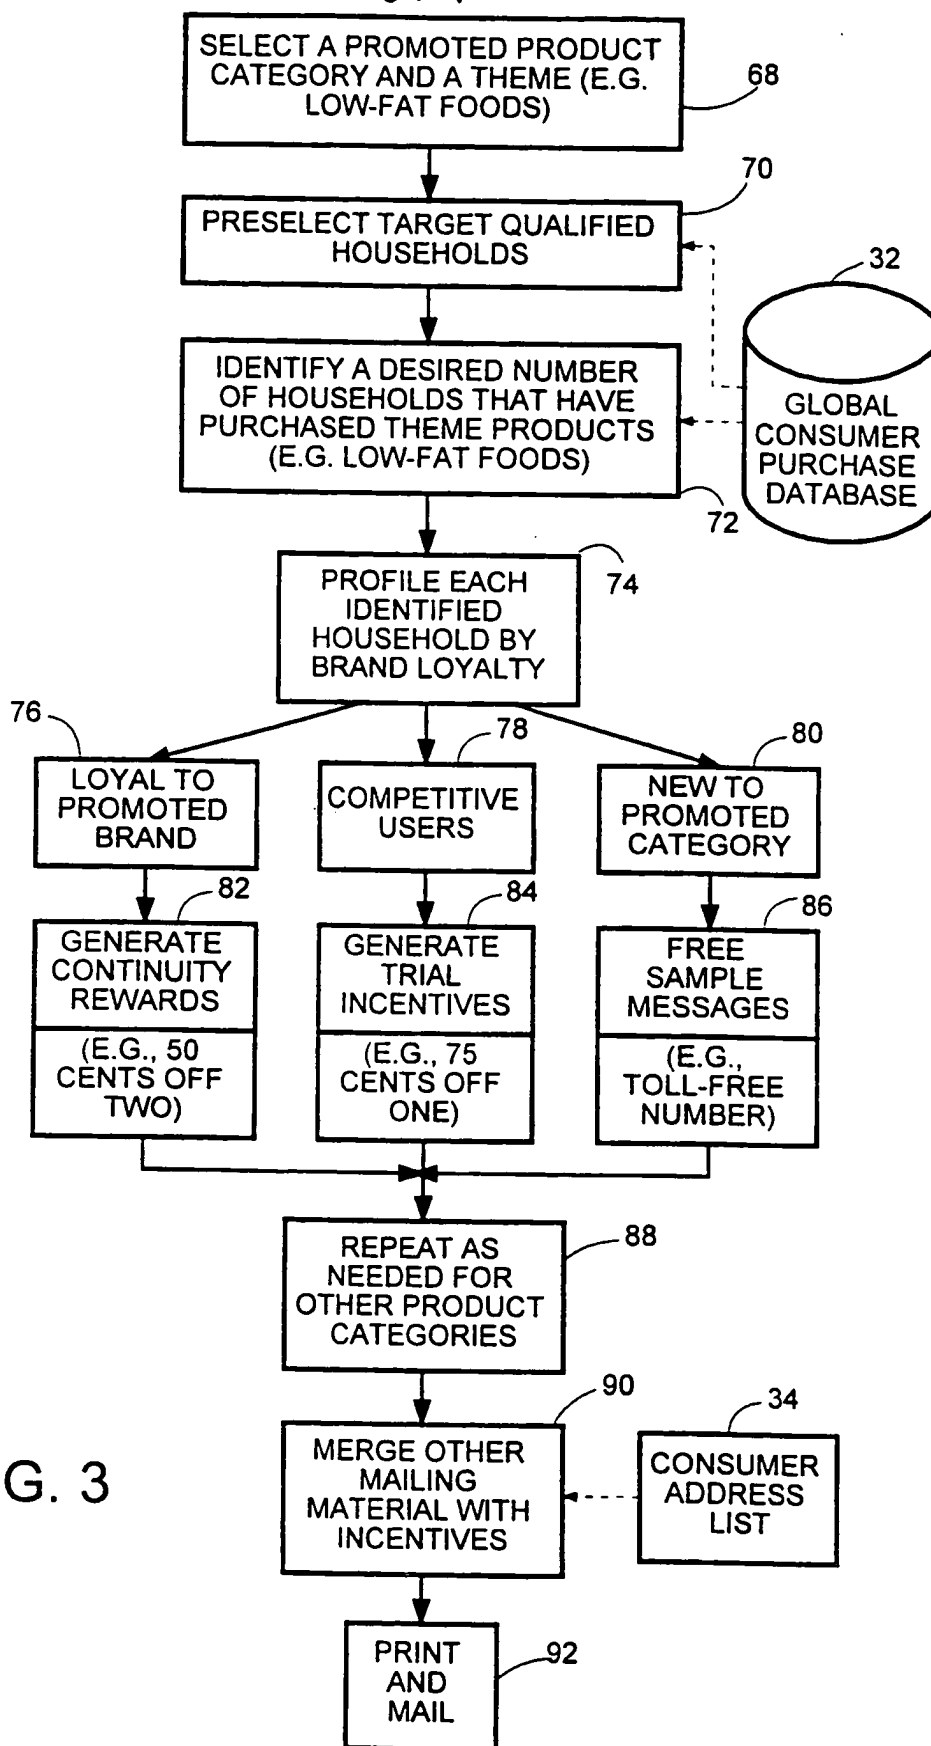 SELECT A PROMOTED PRODUCT
CATEGORY AND A THEME (E.G.
LOW-FAT FOODS)
68
70
PRESELECT TARGET QUALIFIED
HOUSEHOLDS
32
IDENTIFY A DESIRED NUMBER
OF HOUSEHOLDS THAT HAVE
PURCHASED THEME PRODUCTS
(E.G. LOW-FAT FOODS)
72
GLOBAL
CONSUMER
PURCHASE
DATABASE
74
PROFILE EACH
IDENTIFIED
HOUSEHOLD BY
BRAND LOYALTY
76
78
80
LOYAL TO
PROMOTED
BRAND
COMPETITIVE
USERS
NEW TO
PROMOTED
CATEGORY
82
84
86
GENERATE
CONTINUITY
REWARDS
(E.G., 50
CENTS OFF
TWO)
GENERATE
TRIAL
INCENTIVES
(E.G., 75
CENTS OFF
ONE)
FREE
SAMPLE
MESSAGES
(E.G.,
TOLL-FREE
NUMBER)
REPEAT AS
NEEDED FOR
OTHER PRODUCT
CATEGORIES
88
90
34
MERGE OTHER
MAILING
MATERIAL WITH
INCENTIVES
CONSUMER
ADDRESS
LIST
G. 3
PRINT
AND
MAIL
92